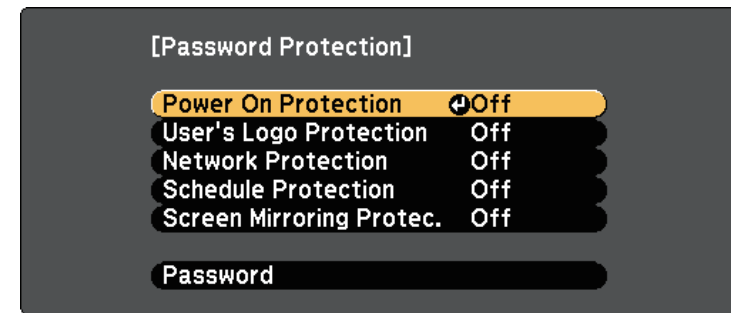 [Password Protection]
Power On Protection Off
User's Logo Protection Off
Network Protection Off
Schedule Protection Off
Screen Mirroring Protec. Off
Password